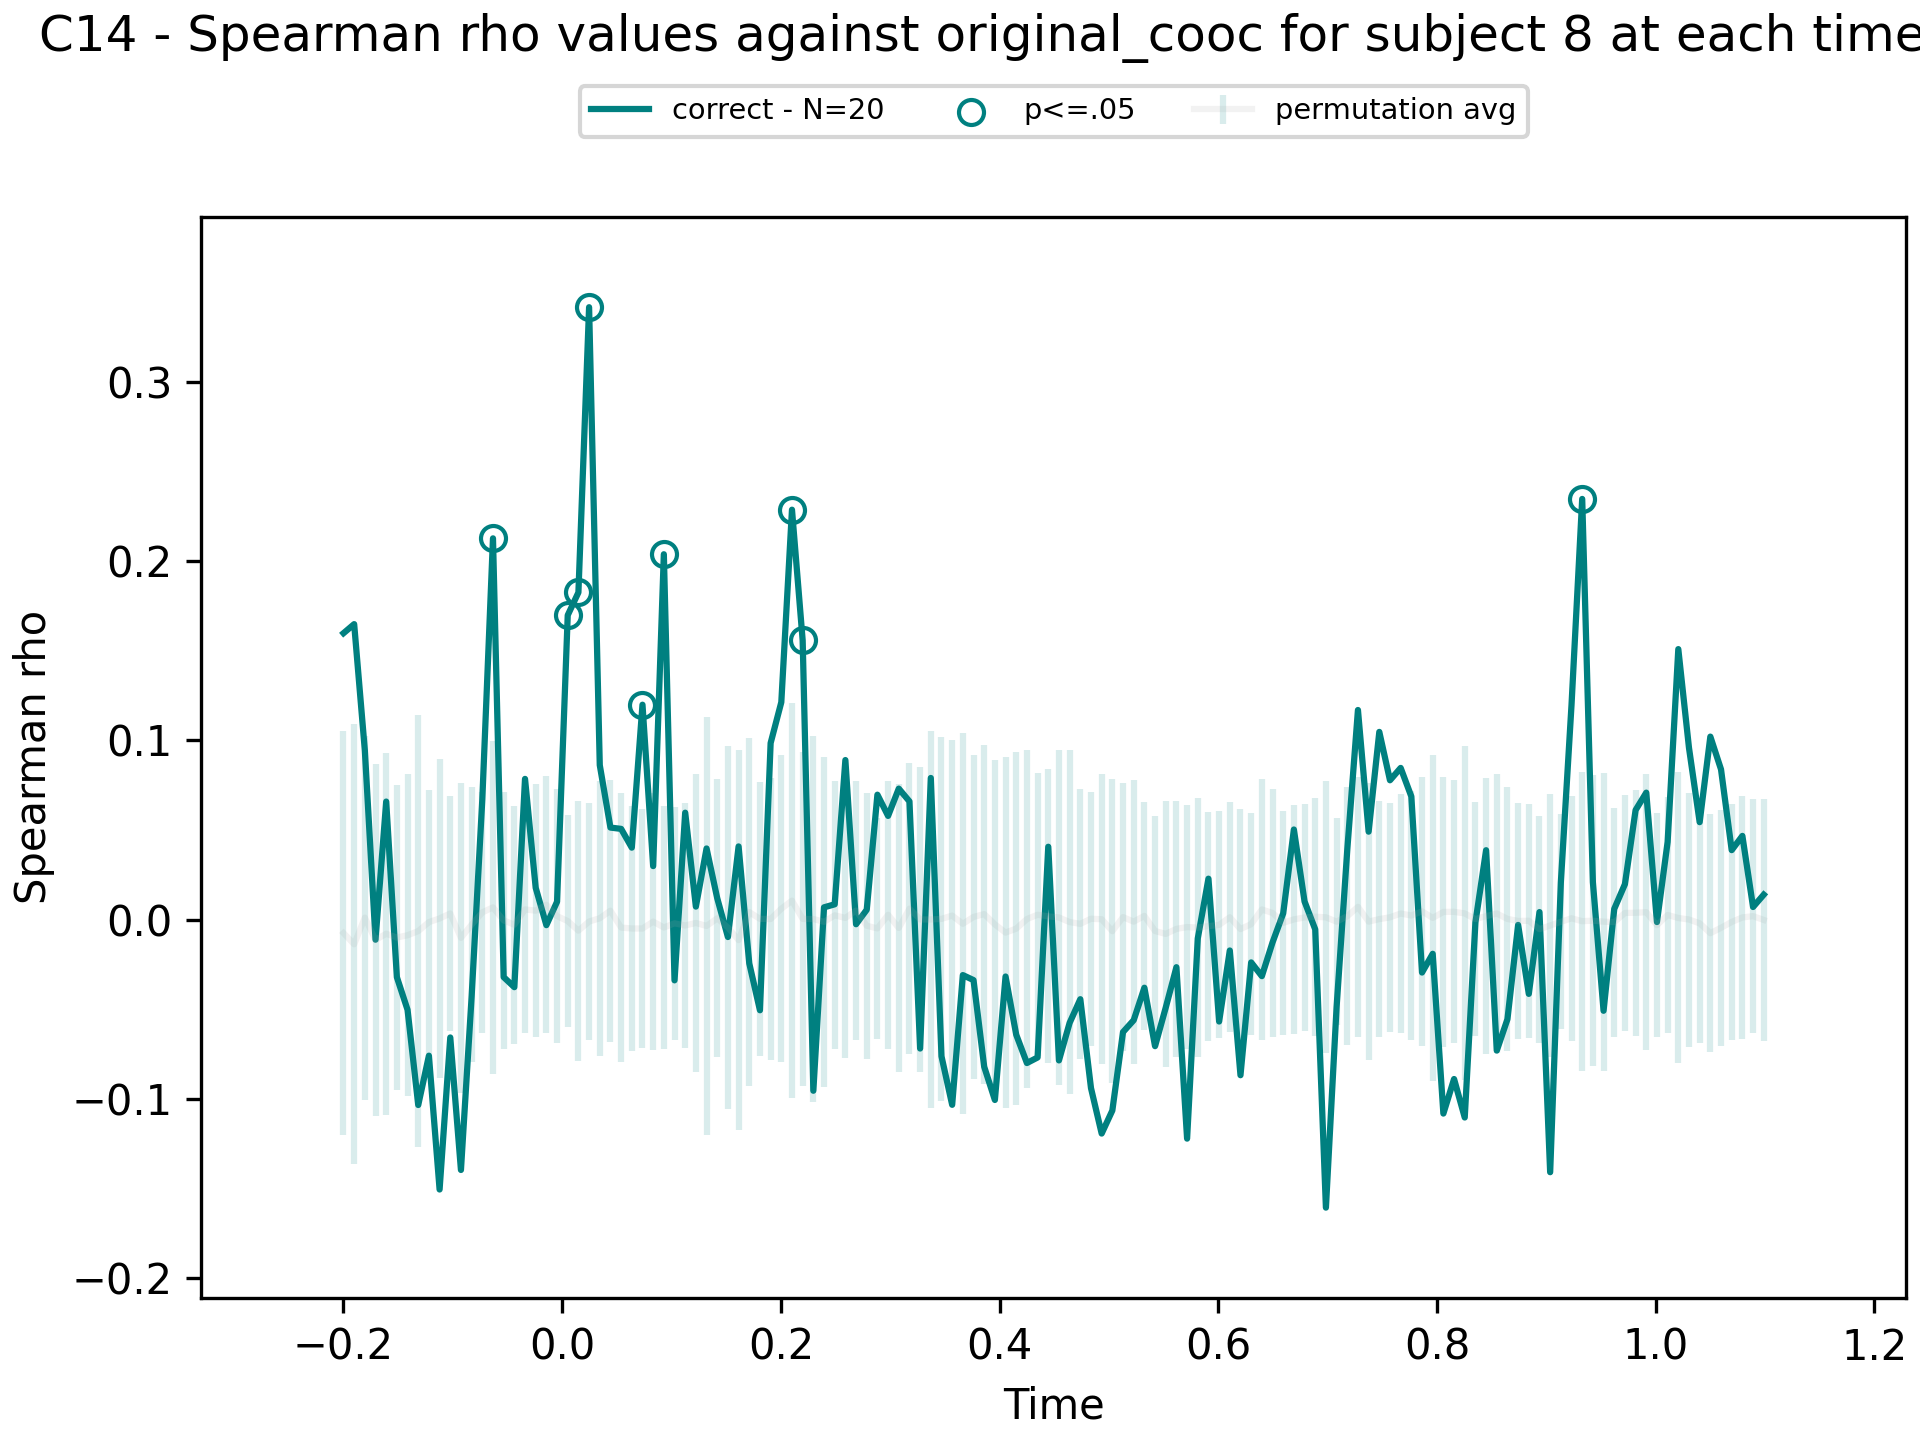 C14 - Spearman rho values against original_cooc for subject 8 at each time
correct - N=20 p<=.05 permutation avg
Spearman rho
0.3
0.2
0.1
0.0
−0.1
−0.2
−0.2 0.0 0.2 0.4 0.6 0.8 1.0 1.2
Time